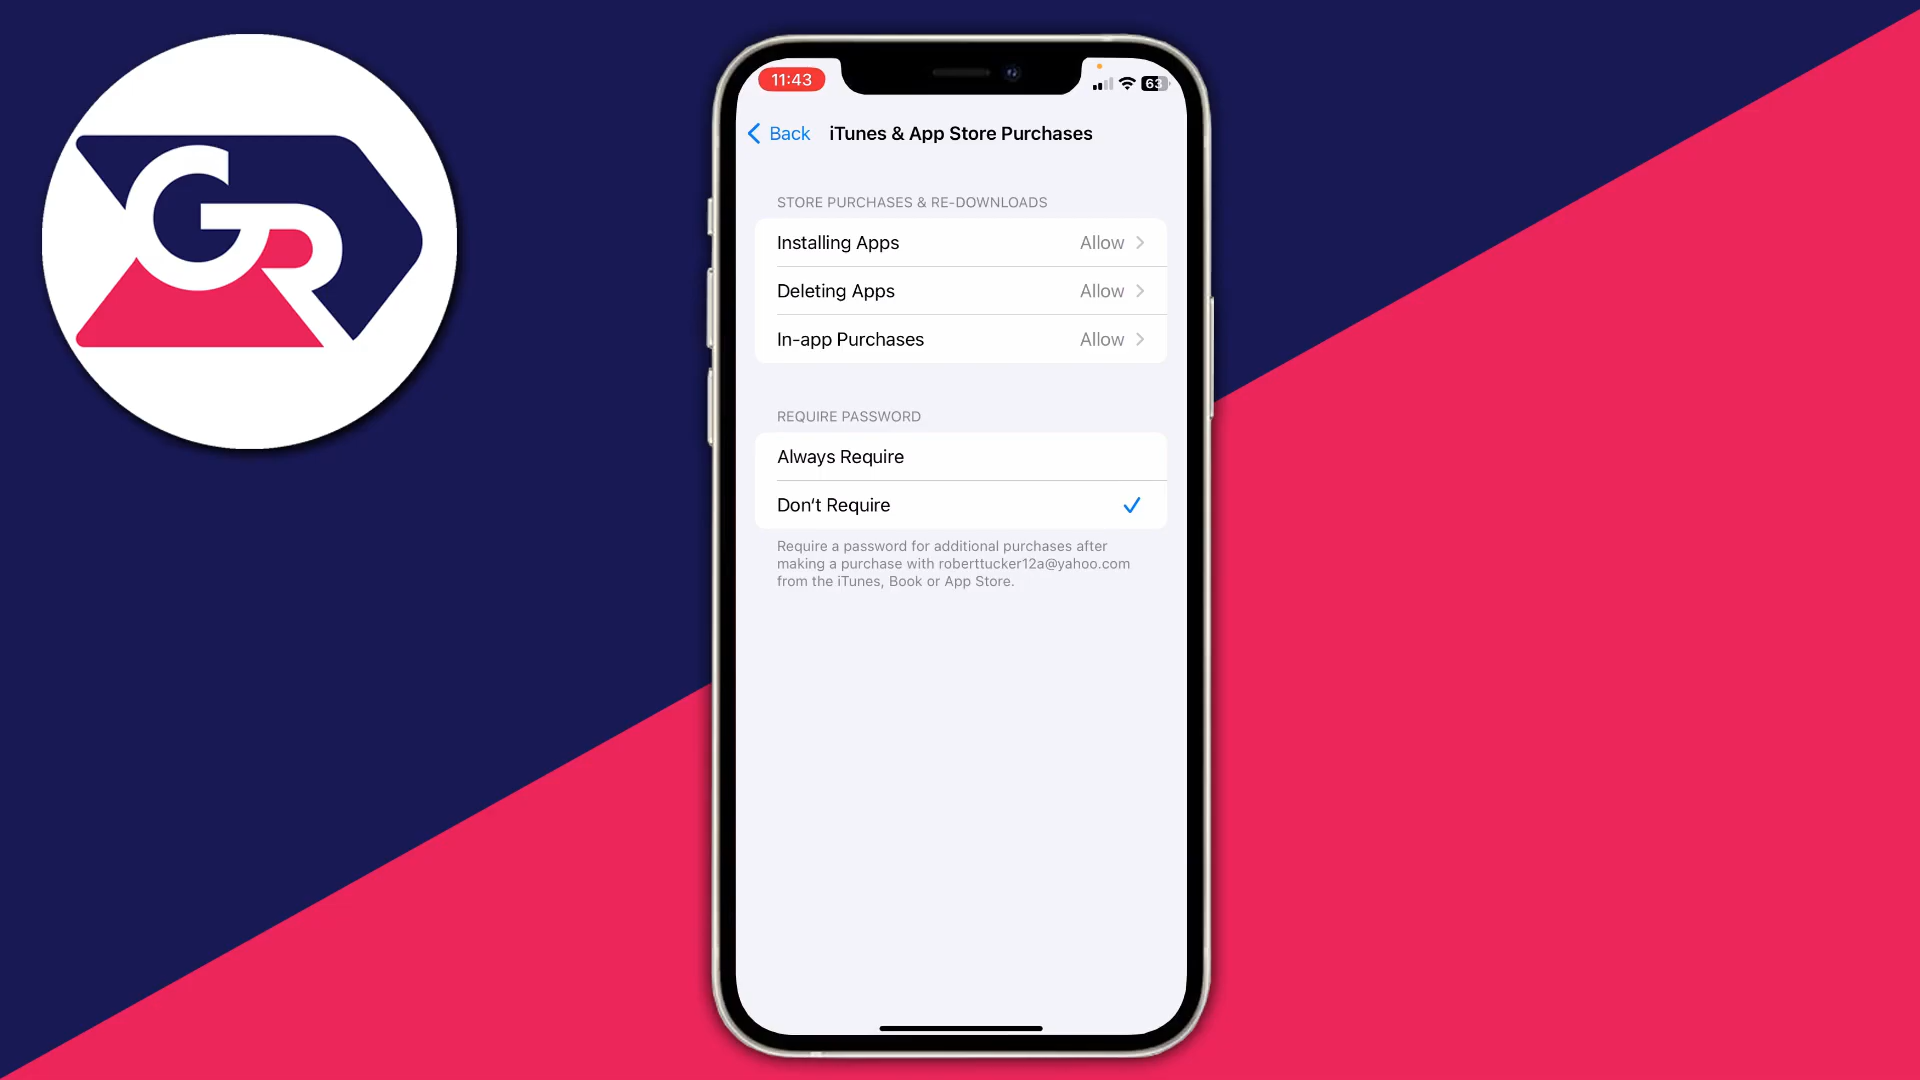 GR
11:43
63
Back iTunes & App Store Purchases
STORE PURCHASES & RE-DOWNLOADS
Installing Apps Allow
Deleting Apps Allow
In-app Purchases Allow
REQUIRE PASSWORD
Always Require
Don't Require
Require a password for additional purchases after
making a purchase with roberttucker12a@yahoo.com
from the iTunes, Book or App Store.